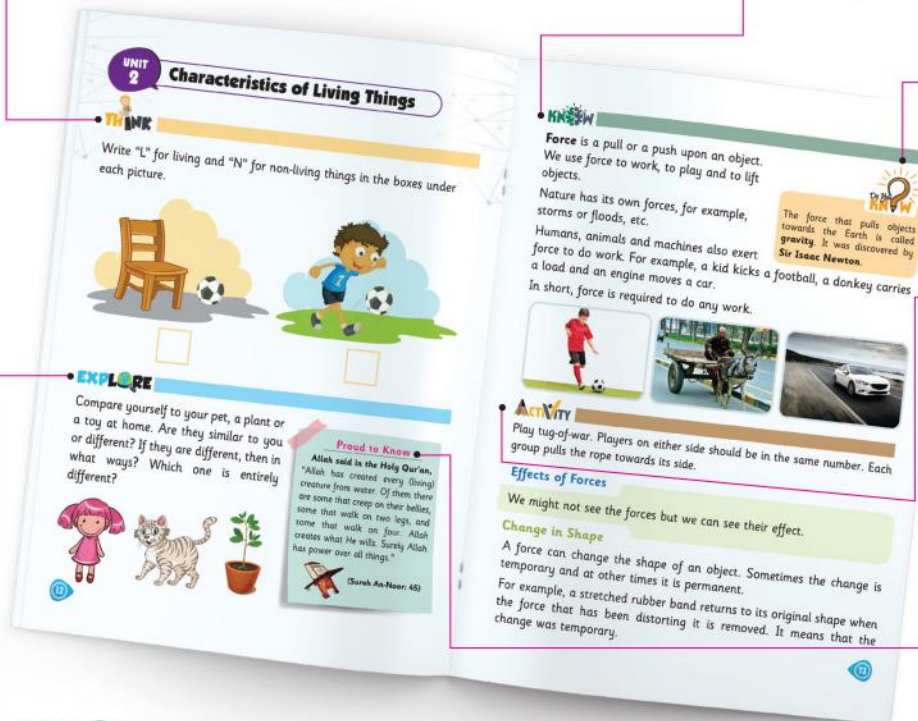 UNIT
2
Characteristics of Living Things
THINK
Write "L" for living and "N" for non-living things in the boxes under
each picture.
EXPLORE
Compare yourself to your pet, a plant or
a toy at home. Are they similar to you
or different? If they are different, then in
what ways? Which one is entirely
different?
Proud to Know
Allah said in the Holy Qur'an,
"Allah has created every (living)
creature from water. Of them there
are some that creep on their bellies,
some that walk on two legs, and
some that walk on four. Allah
creates what He wills. Surely Allah
has power over all things."
(Surah An-Noor: 45)
12
KNOW
Force is a pull or a push upon an object.
We use force to work, to play and to lift
objects.
Nature has its own forces, for example,
storms or floods, etc.
Humans, animals and machines also exert
force to do work. For example, a kid kicks a football, a donkey carries
a load and an engine moves a car.
In short, force is required to do any work.
Do You
KNOW
The force that pulls objects
towards the Earth is called
gravity. It was discovered by
Sir Isaac Newton.
ACTIVITY
Play tug-of-war. Players on either side should be in the same number. Each
group pulls the rope towards its side.
Effects of Forces
We might not see the forces but we can see their effect.
Change in Shape
A force can change the shape of an object. Sometimes the change is
temporary and at other times it is permanent.
For example, a stretched rubber band returns to its original shape when
the force that has been distorting it is removed. It means that the
change was temporary.
73